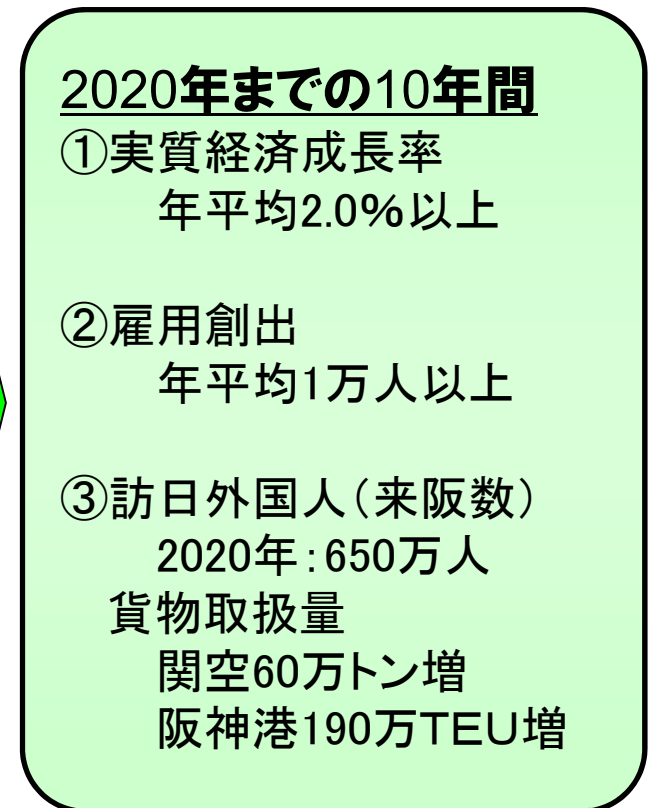 2020年までの10年間
①実質経済成長率
年平均2.0%以上
②雇用創出
年平均1万人以上
③訪日外国人(来阪数)
2020年:650万人
貨物取扱量
関空60万トン増
阪神港190万TEU増